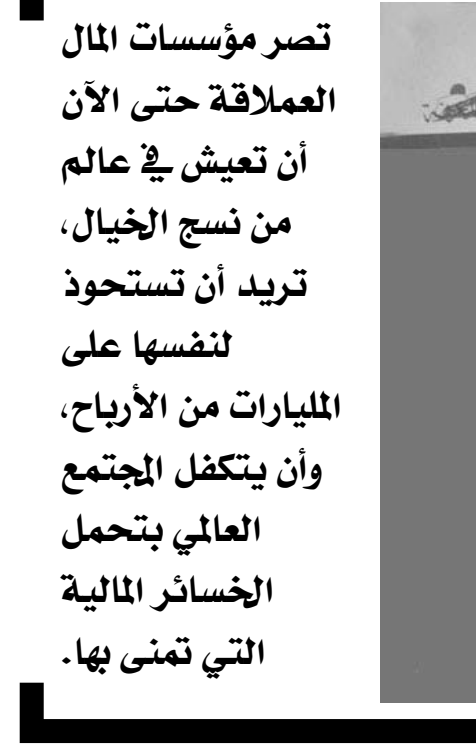 تصر مؤسسات المال
العملاقة حتى الآن
أن تعيش في عالم
من نسج الخيال،
تريد أن تستحوذ
لنفسها على
المليارات من الأرباح،
وأن يتكفل المجتمع
العالمي بتحمل
الخسائر المالية
التي تمنى بها.